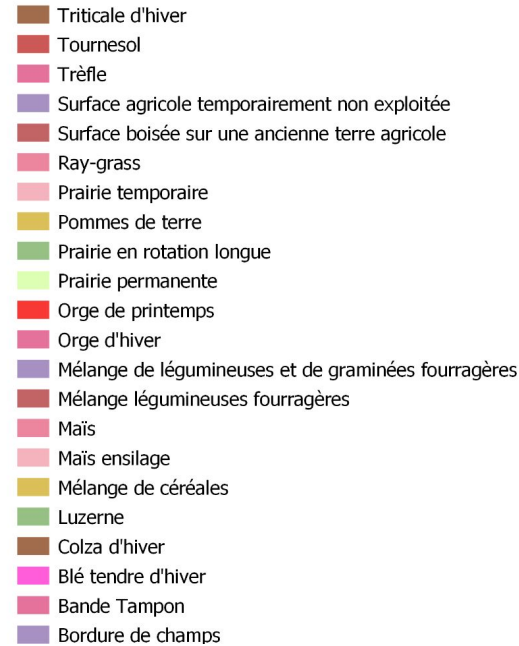 Triticale d'hiver
Tournesol
Trèfle
Surface agricole temporairement non exploitée
Surface boisée sur une ancienne terre agricole
Ray-grass
Prairie temporaire
Pommes de terre
Prairie en rotation longue
Prairie permanente
Orge de printemps
Orge d'hiver
Mélange de légumineuses et de graminées fourragères
Mélange légumineuses fourragères
Maïs
Maïs ensilage
Mélange de céréales
Luzerne
Colza d'hiver
Blé tendre d'hiver
Bande Tampon
Bordure de champs